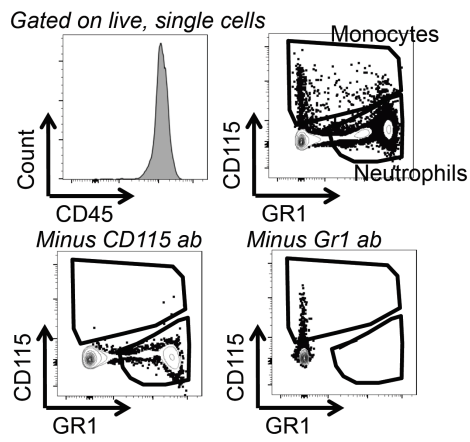 Gated on live, single cells
Monocytes
Count
CD115
Neutrophils
CD45
GR1
Minus CD115 ab
Minus Gr1 ab
CD115
CD115
GR1
GR1